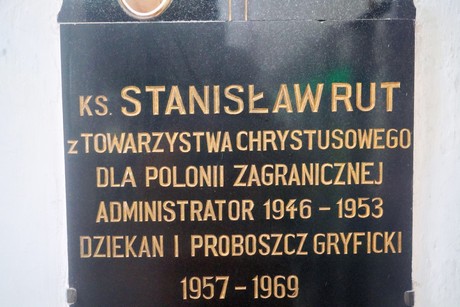 KS. STANISŁAW RUT
z TOWARZYSTWA CHRYSTUSOWEGO
DLA POLONII ZAGRANICZNEJ
ADMINISTRATOR 1946 - 1953
DZIEKAN I PROBOSZCZ GRYFICKI
1957 - 1969